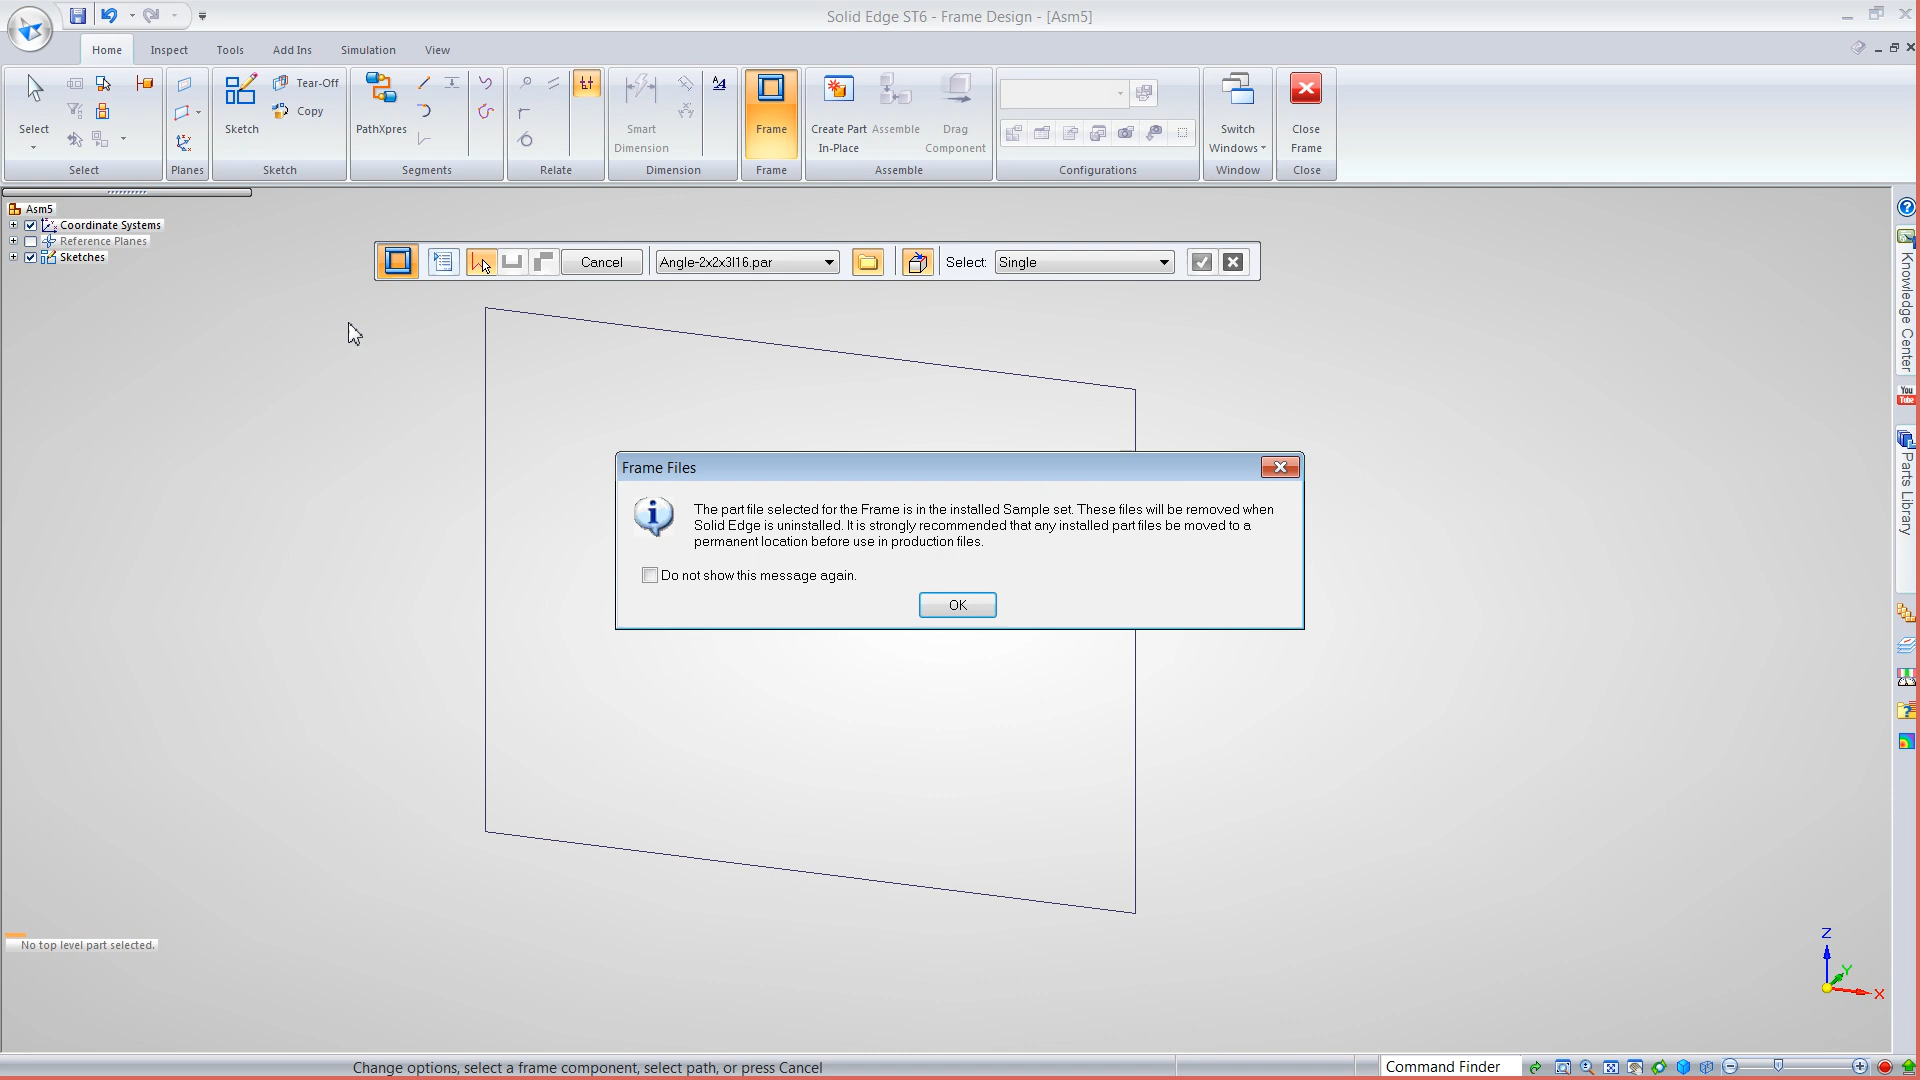 Solid Edge ST6 - Frame Design - [Asm5]
Home Inspect Tools Add Ins Simulation View
Select
Sketch
Tear-Off
Copy
PathXpres
Smart
Dimension
Frame
Create Part
In-Place
Assemble
Drag
Component
Switch
Windows
Close
Frame
Select Planes Sketch Segments Relate Dimension Frame Assemble Configurations Window Close
Asm5
Coordinate Systems
Reference Planes
Sketches
Cancel Angle-2x2x3l16.par Select: Single
Knowledge Center
You
Tube
Parts Library
Frame Files
The part file selected for the Frame is in the installed Sample set. These files will be removed when
Solid Edge is uninstalled. It is strongly recommended that any installed part files be moved to a
permanent location before use in production files.
Do not show this message again.
OK
No top level part selected.
Z
Y
X
Change options, select a frame component, select path, or press Cancel
Command Finder